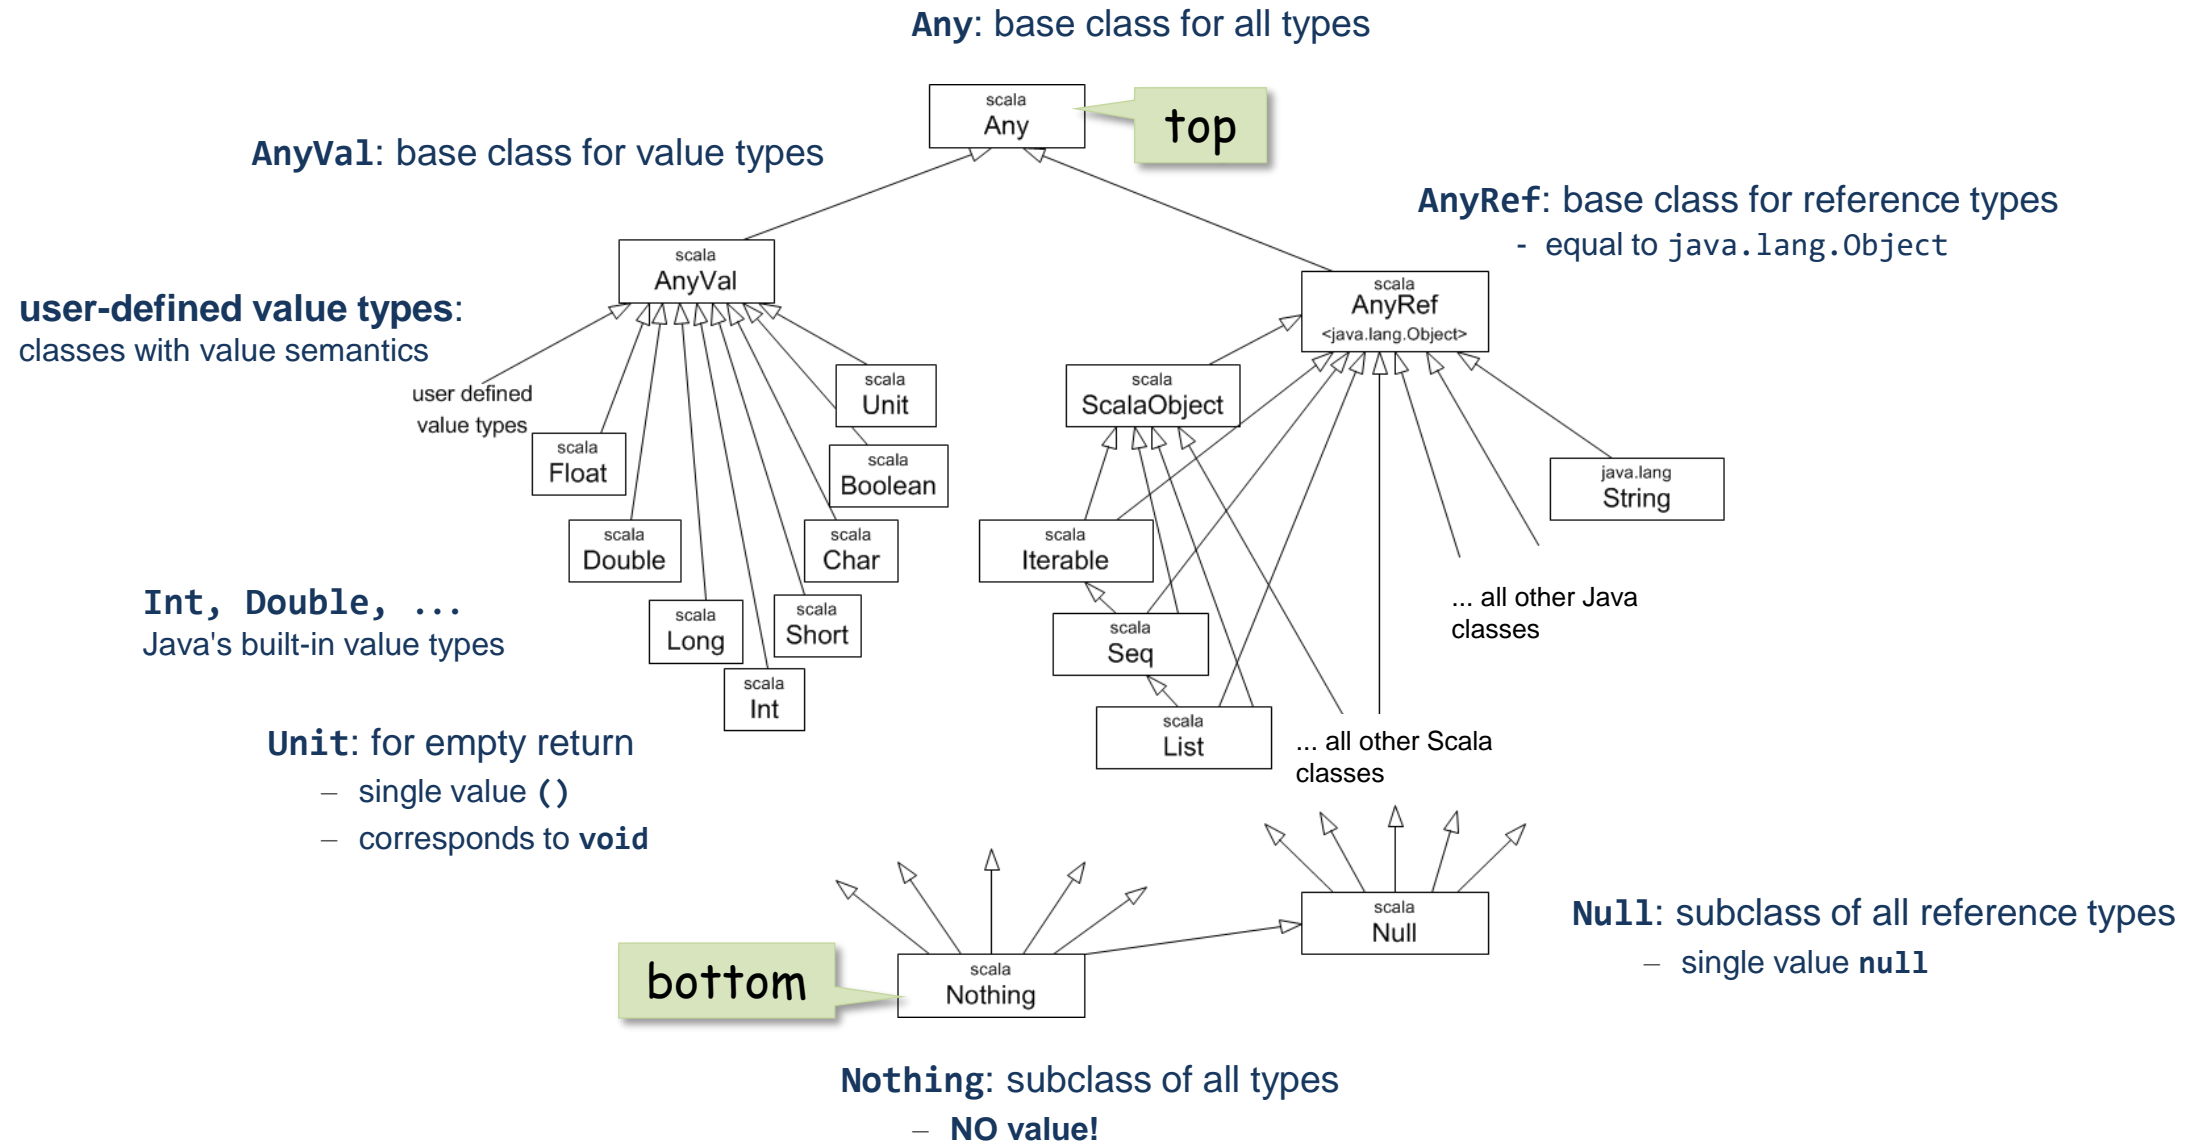 Any: base class for all types
scala
Any
top
AnyVal: base class for value types
AnyRef: base class for reference types
- equal to java.lang.Object
scala
AnyVal
scala
AnyRef
<java.lang.Object>
user-defined value types:
classes with value semantics
user defined
value types
scala
Unit
scala
ScalaObject
scala
Float
scala
Boolean
java.lang
String
scala
Double
scala
Char
scala
Iterable
Int, Double, ...
Java's built-in value types
scala
Long
scala
Short
scala
Seq
... all other Java
classes
scala
Int
scala
List
... all other Scala
classes
Unit: for empty return
– single value ()
– corresponds to void
scala
Null
Null: subclass of all reference types
– single value null
bottom
scala
Nothing
Nothing: subclass of all types
– NO value!